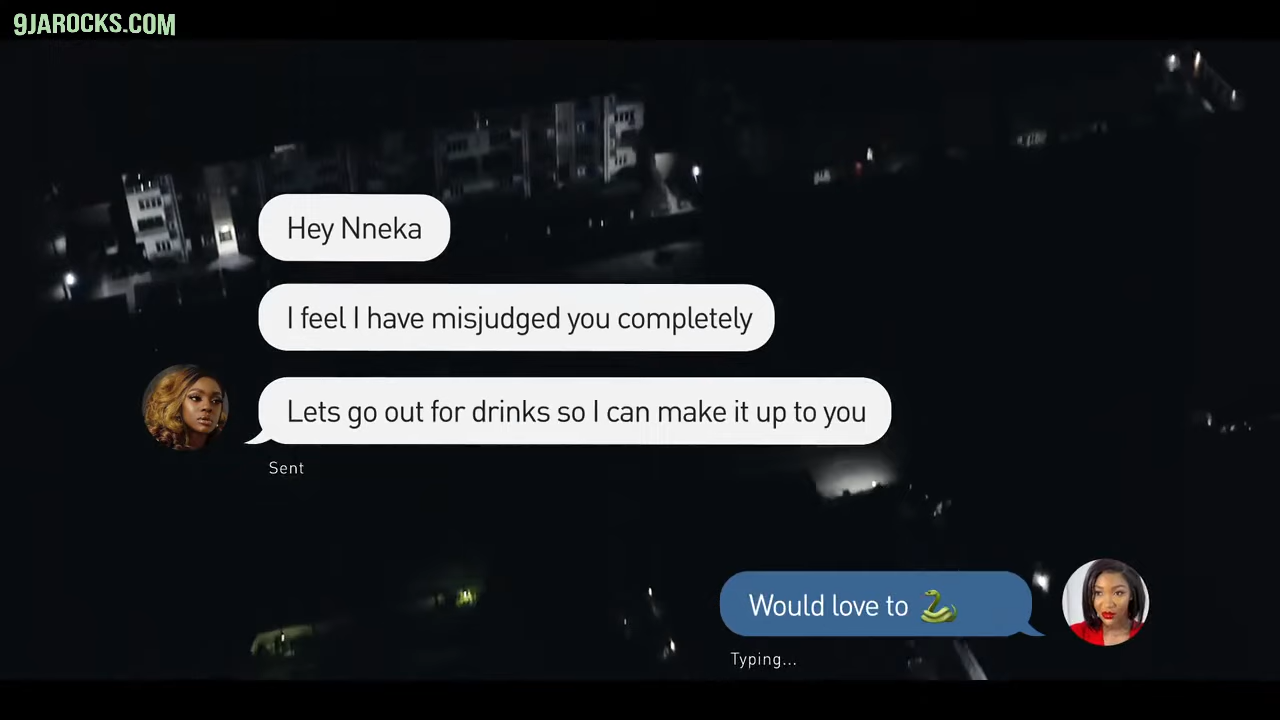 9JAROCKS.COM
Hey Nneka
I feel I have misjudged you completely
Lets go out for drinks so I can make it up to you
Sent
Would love to 🐍
Typing...